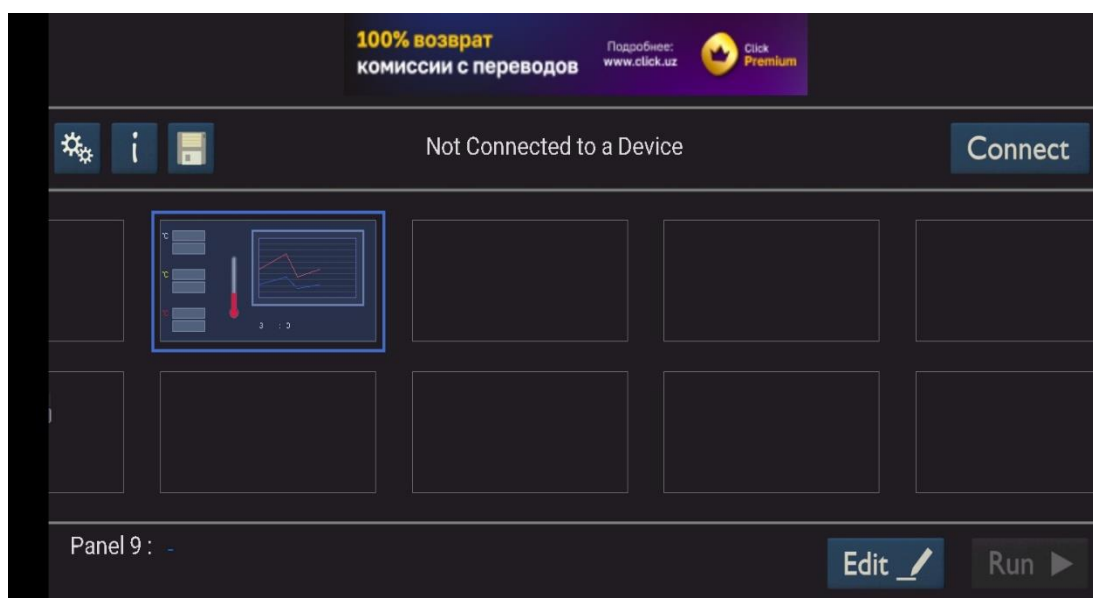 100% возврат
комиссии с переводов
Подробнее:
www.click.uz
Click
Premium
i
Not Connected to a Device
Connect
℃
℃
℃
Panel 9 : -
Edit
Run